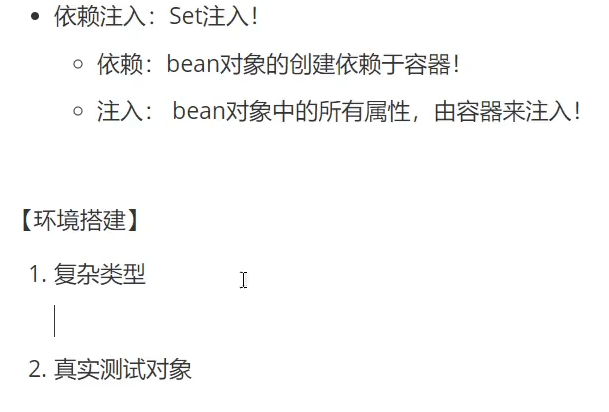 依赖注入：Set注入！
依赖：bean对象的创建依赖于容器！
注入： bean对象中的所有属性，由容器来注入！
【环境搭建】
1. 复杂类型
2. 真实测试对象